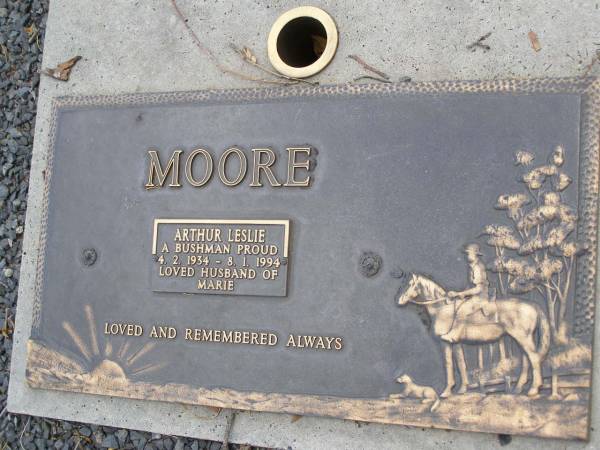 MOORE
ARTHUR LESLIE
A BUSHMAN PROUD
4. 2. 1934 - 8. 1. 1994
LOVED HUSBAND OF
MARIE
LOVED AND REMEMBERED ALWAYS